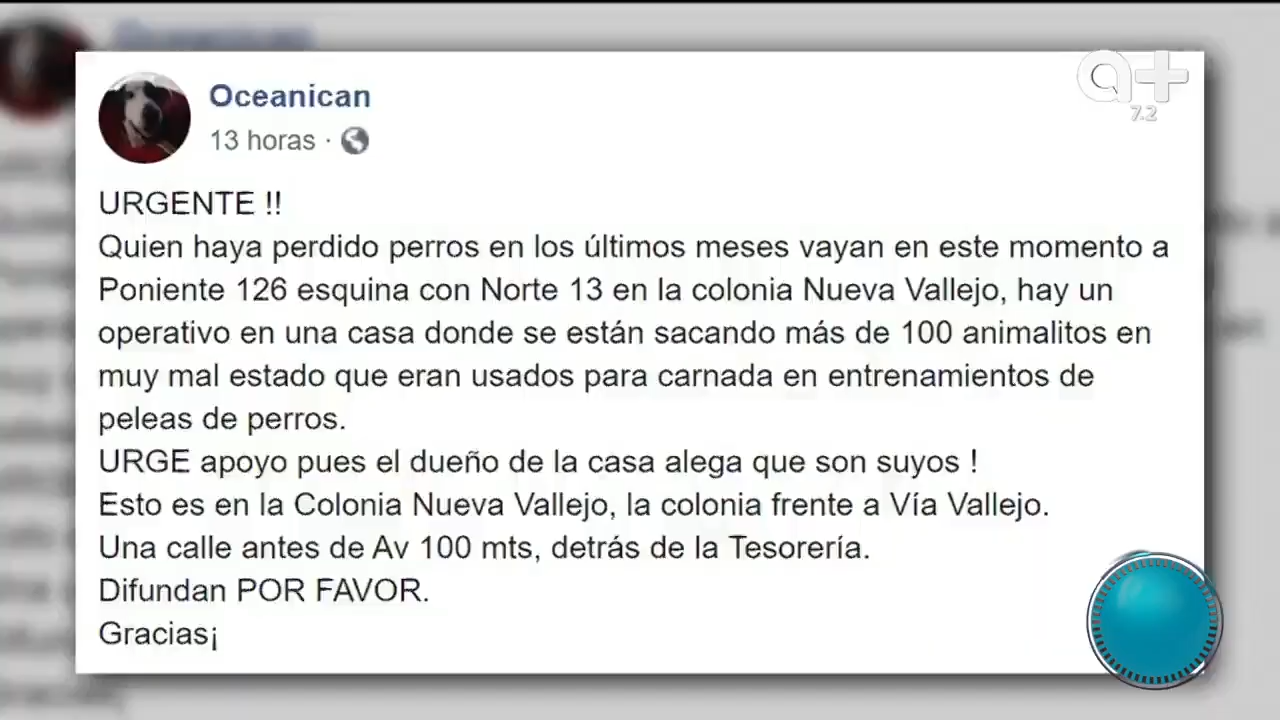 Oceanican
a+
7.2
Oceanican
13 horas ·
URGENTE !!
Quien haya perdido perros en los últimos meses vayan en este momento a
Poniente 126 esquina con Norte 13 en la colonia Nueva Vallejo, hay un
operativo en una casa donde se están sacando más de 100 animalitos en
muy mal estado que eran usados para carnada en entrenamientos de
peleas de perros.
URGE apoyo pues el dueño de la casa alega que son suyos !
Esto es en la Colonia Nueva Vallejo, la colonia frente a Vía Vallejo.
Una calle antes de Av 100 mts, detrás de la Tesorería.
Difundan POR FAVOR.
Gracias¡